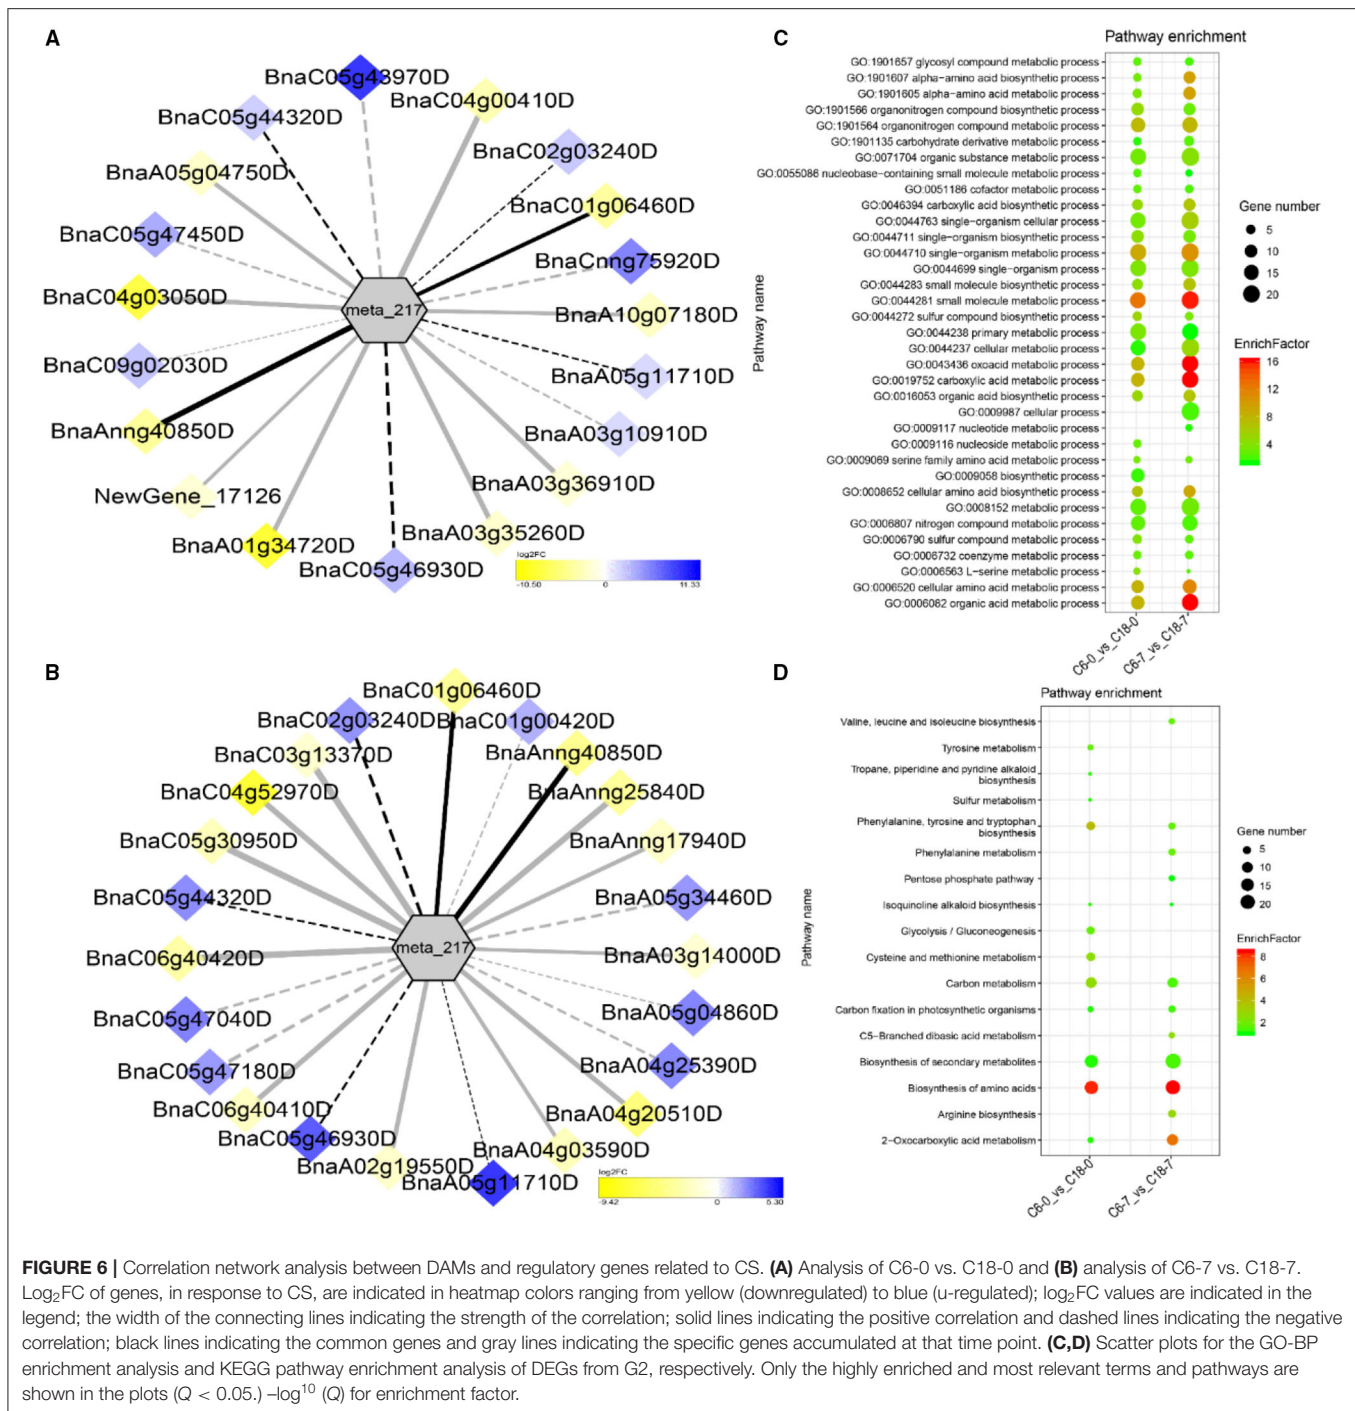 A
BnaC05g43970D
BnaC04g00410D
BnaC05g44320D
BnaC02g03240D
BnaA05g04750D
BnaC01g06460D
BnaC05g47450D
BnaCnng75920D
BnaC04g03050D
meta_217
BnaA10g07180D
BnaC09g02030D
BnaA05g11710D
BnaAnng40850D
BnaA03g10910D
NewGene_17126
BnaA03g36910D
BnaA01g34720D
BnaA03g35260D
BnaC05g46930D
log2FC
-10.50 0 11.33
C
Pathway enrichment
Pathway name
GO:1901657 glycosyl compound metabolic process
GO:1901607 alpha−amino acid biosynthetic process
GO:1901605 alpha−amino acid metabolic process
GO:1901566 organonitrogen compound biosynthetic process
GO:1901564 organonitrogen compound metabolic process
GO:1901135 carbohydrate derivative metabolic process
GO:0071704 organic substance metabolic process
GO:0055086 nucleobase−containing small molecule metabolic process
GO:0051186 cofactor metabolic process
GO:0046394 carboxylic acid biosynthetic process
GO:0044763 single−organism cellular process
GO:0044711 single−organism biosynthetic process
GO:0044710 single−organism metabolic process
GO:0044699 single−organism process
GO:0044283 small molecule biosynthetic process
GO:0044281 small molecule metabolic process
GO:0044272 sulfur compound biosynthetic process
GO:0044238 primary metabolic process
GO:0044237 cellular metabolic process
GO:0043436 oxoacid metabolic process
GO:0019752 carboxylic acid metabolic process
GO:0016053 organic acid biosynthetic process
GO:0009987 cellular process
GO:0009117 nucleotide metabolic process
GO:0009116 nucleoside metabolic process
GO:0009069 serine family amino acid metabolic process
GO:0009058 biosynthetic process
GO:0008652 cellular amino acid biosynthetic process
GO:0008152 metabolic process
GO:0006807 nitrogen compound metabolic process
GO:0006790 sulfur compound metabolic process
GO:0006732 coenzyme metabolic process
GO:0006563 L−serine metabolic process
GO:0006520 cellular amino acid metabolic process
GO:0006082 organic acid metabolic process
C6-0_vs_C18-0
C6-7_vs_C18-7
Gene number
5
10
15
20
EnrichFactor
16
12
8
4
B
BnaC01g06460D
BnaC02g03240D
BnaC01g00420D
BnaC03g13370D
BnaAnng40850D
BnaC04g52970D
BnaAnng25840D
BnaC05g30950D
BnaAnng17940D
BnaC05g44320D
BnaA05g34460D
BnaC06g40420D
meta_217
BnaA03g14000D
BnaC05g47040D
BnaA05g04860D
BnaC05g47180D
BnaA04g25390D
BnaC06g40410D
BnaA04g20510D
BnaC05g46930D
BnaA04g03590D
BnaA02g19550D
BnaA05g11710D
log2FC
-9.42 0 5.30
D
Pathway enrichment
Pathway name
Valine, leucine and isoleucine biosynthesis
Tyrosine metabolism
Tropane, piperidine and pyridine alkaloid
biosynthesis
Sulfur metabolism
Phenylalanine, tyrosine and tryptophan
biosynthesis
Phenylalanine metabolism
Pentose phosphate pathway
Isoquinoline alkaloid biosynthesis
Glycolysis / Gluconeogenesis
Cysteine and methionine metabolism
Carbon metabolism
Carbon fixation in photosynthetic organisms
C5−Branched dibasic acid metabolism
Biosynthesis of secondary metabolites
Biosynthesis of amino acids
Arginine biosynthesis
2−Oxocarboxylic acid metabolism
C6-0_vs_C18-0
C6-7_vs_C18-7
Gene number
5
10
15
20
EnrichFactor
8
6
4
2
FIGURE 6 | Correlation network analysis between DAMs and regulatory genes related to CS. (A) Analysis of C6-0 vs. C18-0 and (B) analysis of C6-7 vs. C18-7.
Log2FC of genes, in response to CS, are indicated in heatmap colors ranging from yellow (downregulated) to blue (u-regulated); log2FC values are indicated in the
legend; the width of the connecting lines indicating the strength of the correlation; solid lines indicating the positive correlation and dashed lines indicating the negative
correlation; black lines indicating the common genes and gray lines indicating the specific genes accumulated at that time point. (C,D) Scatter plots for the GO-BP
enrichment analysis and KEGG pathway enrichment analysis of DEGs from G2, respectively. Only the highly enriched and most relevant terms and pathways are
shown in the plots (Q < 0.05.) –log10 (Q) for enrichment factor.